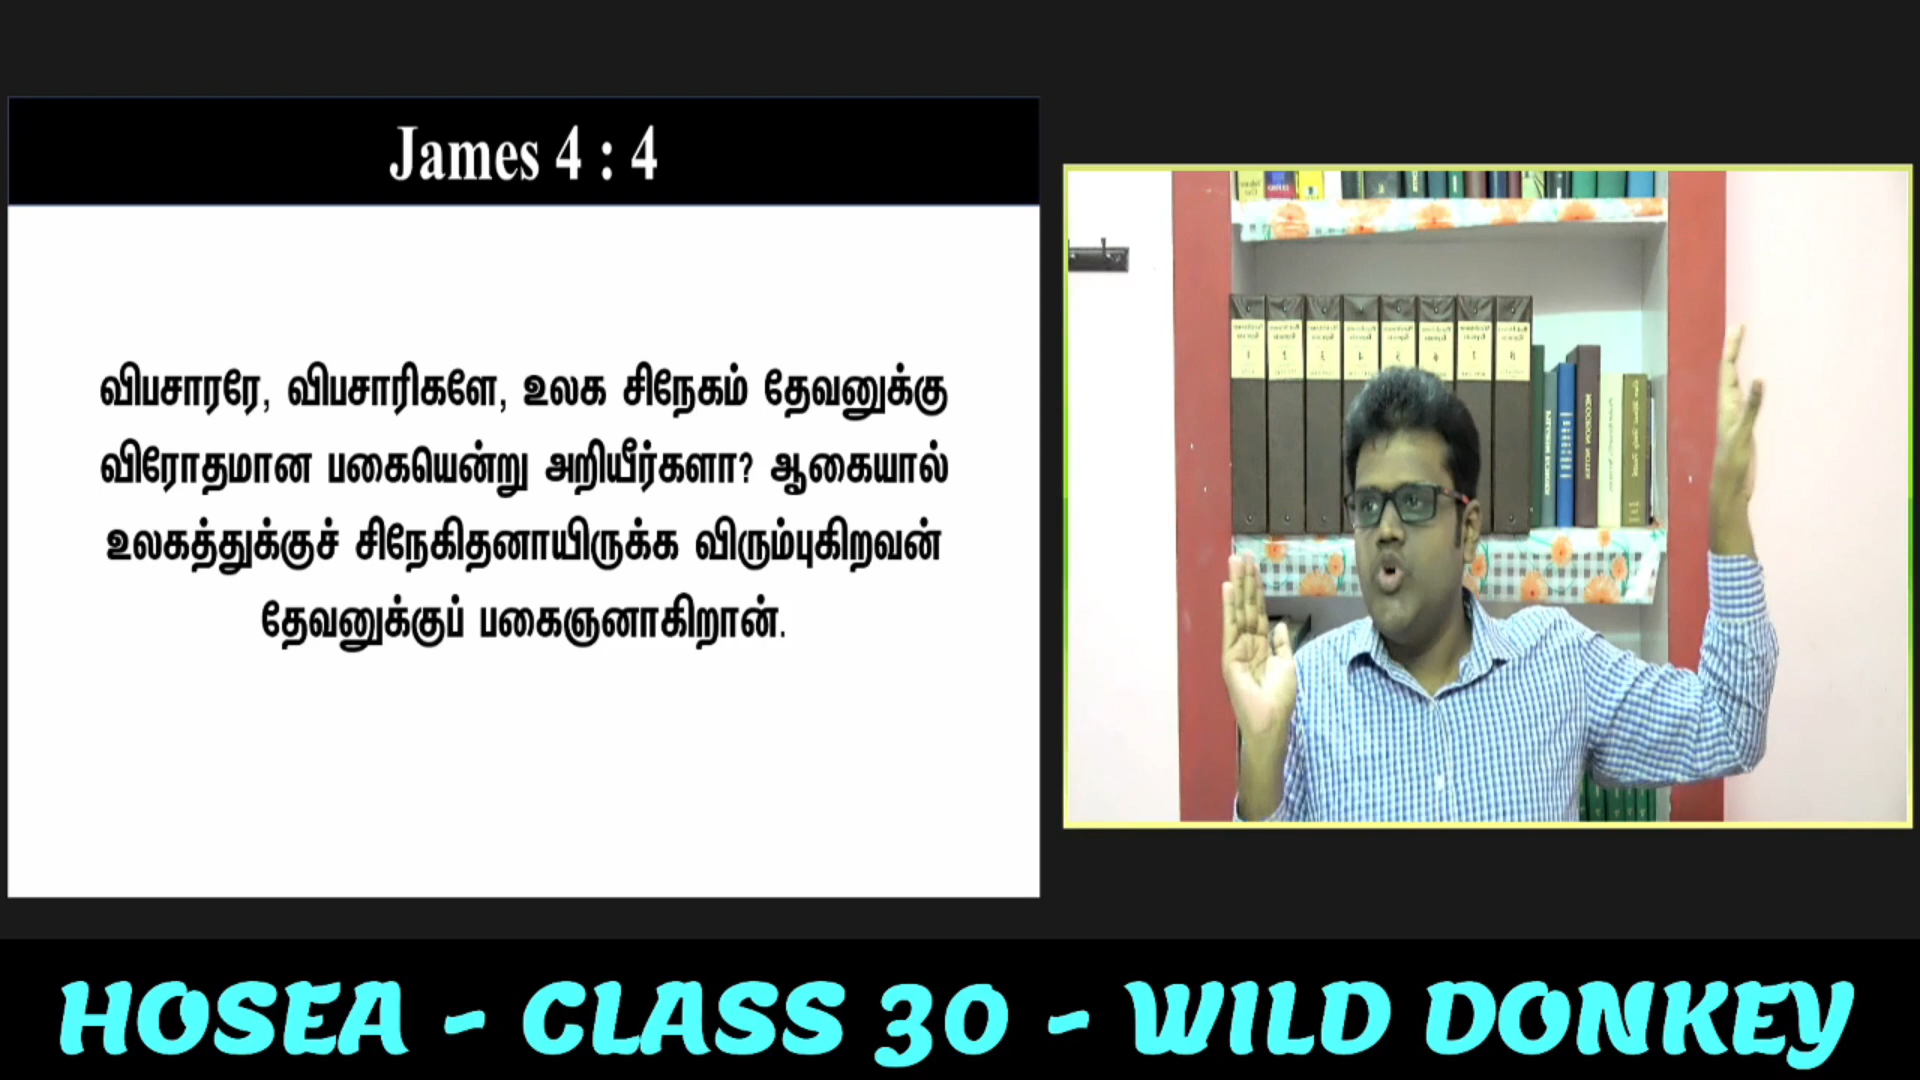 James 4 : 4
விபசாரரே, விபசாரிகளே, உலக சிநேகம் தேவனுக்கு
விரோதமான பகையென்று அறியீர்களா? ஆகையால்
உலகத்துக்குச் சிநேகிதனாயிருக்க விரும்புகிறவன்
தேவனுக்குப் பகைஞனாகிறான்.
HOSEA - CLASS 30 - WILD DONKEY